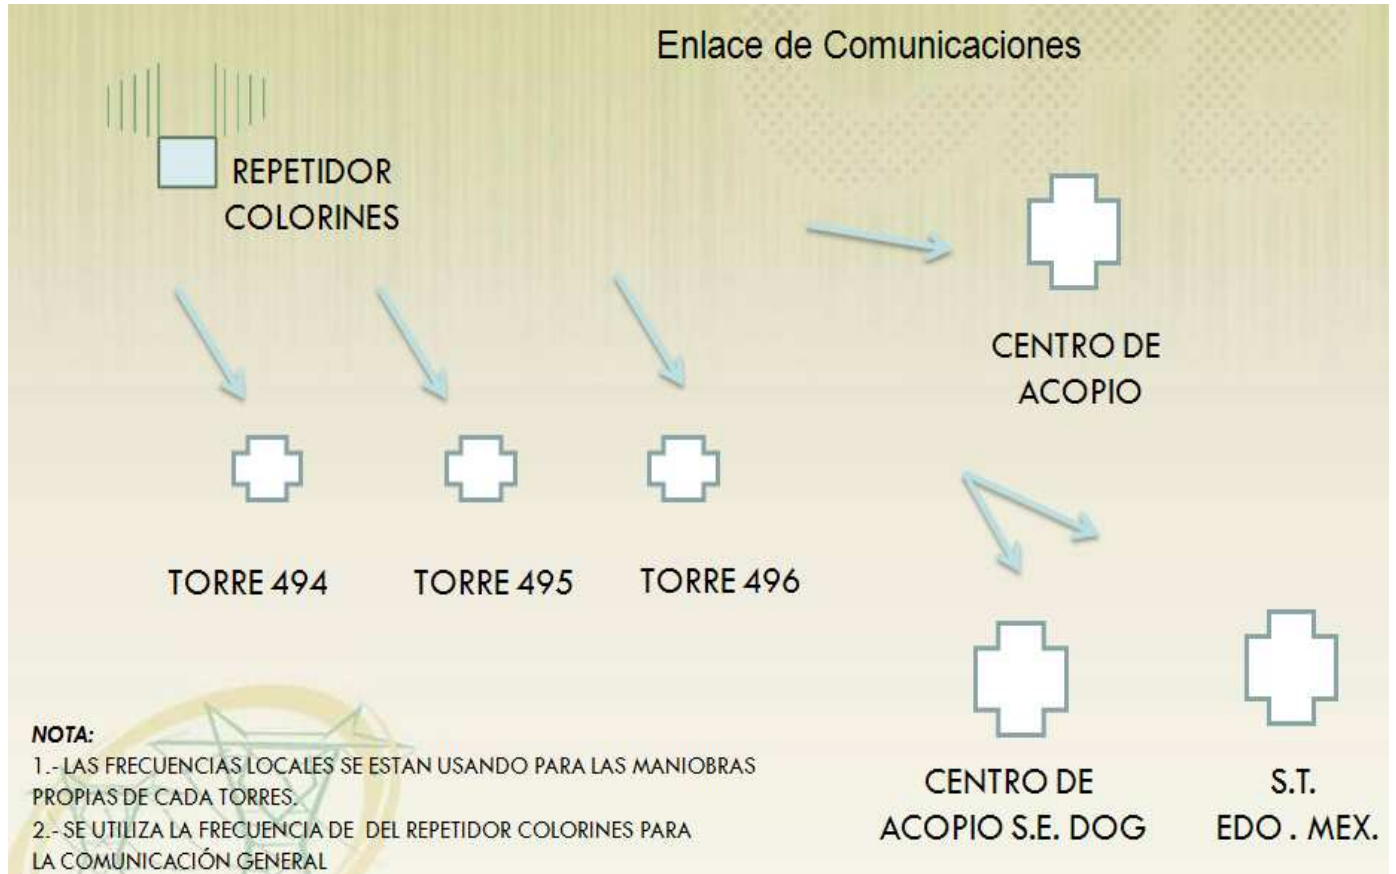 Enlace de Comunicaciones
REPETIDOR
COLORINES
CENTRO DE
ACOPIO
TORRE 494
TORRE 495
TORRE 496
CENTRO DE
ACOPIO S.E. DOG
S.T.
EDO . MEX.
NOTA:
1.- LAS FRECUENCIAS LOCALES SE ESTAN USANDO PARA LAS MANIOBRAS
PROPIAS DE CADA TORRES.
2.- SE UTILIZA LA FRECUENCIA DE DEL REPETIDOR COLORINES PARA
LA COMUNICACIÓN GENERAL